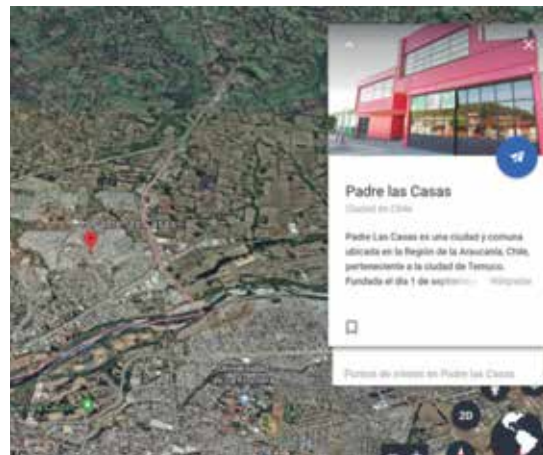 Padre las Casas
Ciudad en Chile
Padre Las Casas es una ciudad y comuna
ubicada en la Región de la Araucanía, Chile,
perteneciente a la ciudad de Temuco.
Fundada el día 1 de septiem Wikipedia
Puntos de interés en Padre las Casas
2D